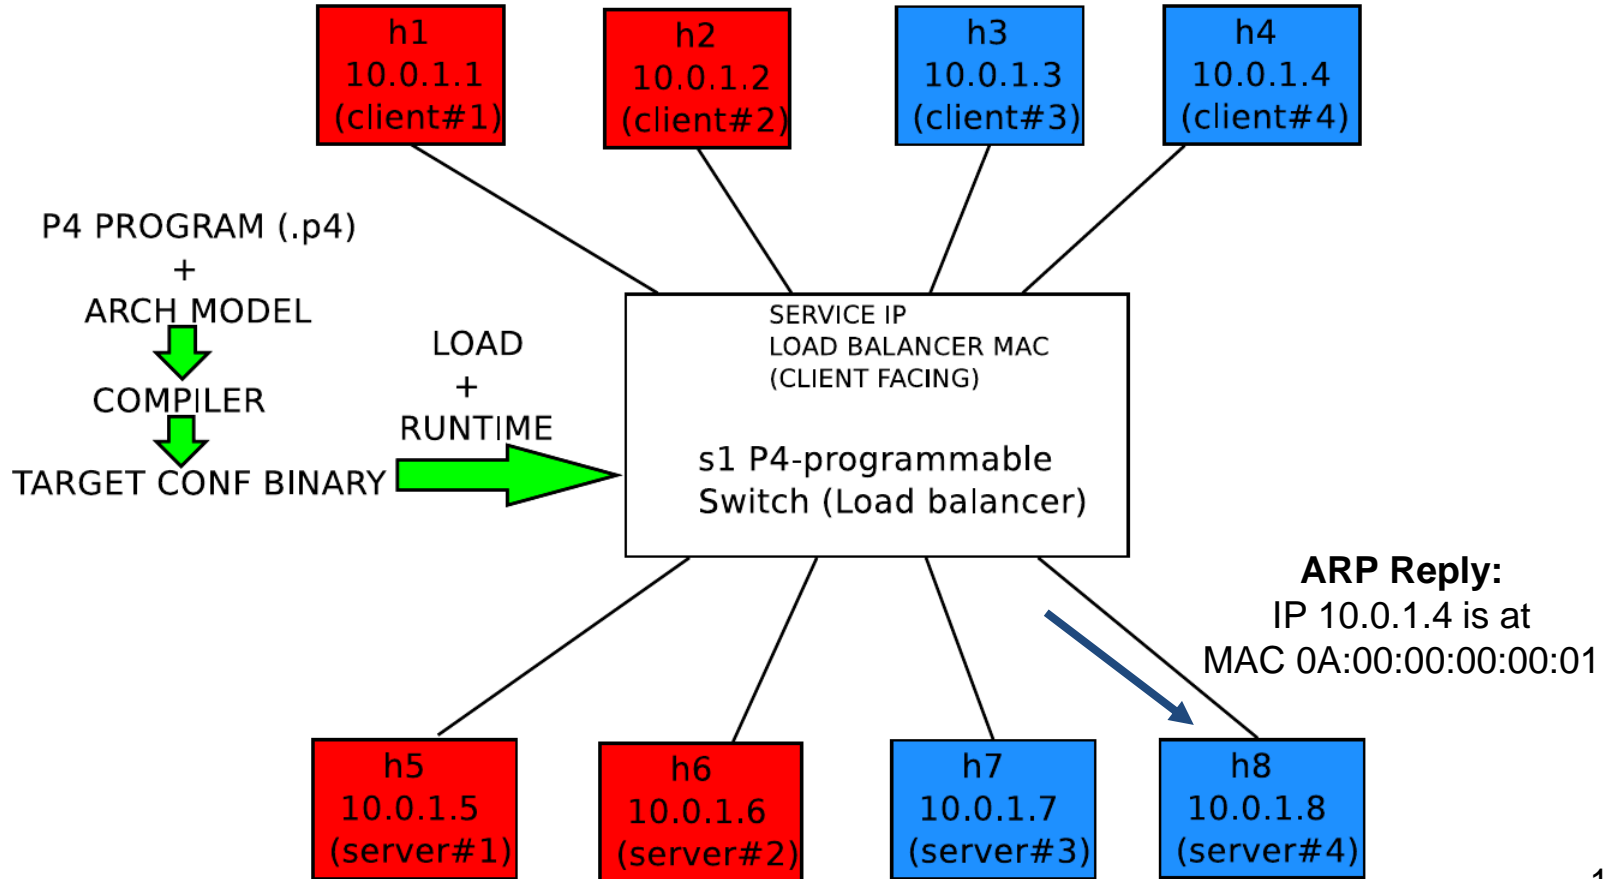 h1
10.0.1.1
(client#1)
h2
10.0.1.2
(client#2)
h3
10.0.1.3
(client#3)
h4
10.0.1.4
(client#4)
P4 PROGRAM (.p4)
+
ARCH MODEL
COMPILER
TARGET CONF BINARY
LOAD
+
RUNTIME
SERVICE IP
LOAD BALANCER MAC
(CLIENT FACING)
s1 P4-programmable
Switch (Load balancer)
ARP Reply:
IP 10.0.1.4 is at
MAC 0A:00:00:00:00:01
h5
10.0.1.5
(server#1)
h6
10.0.1.6
(server#2)
h7
10.0.1.7
(server#3)
h8
10.0.1.8
(server#4)